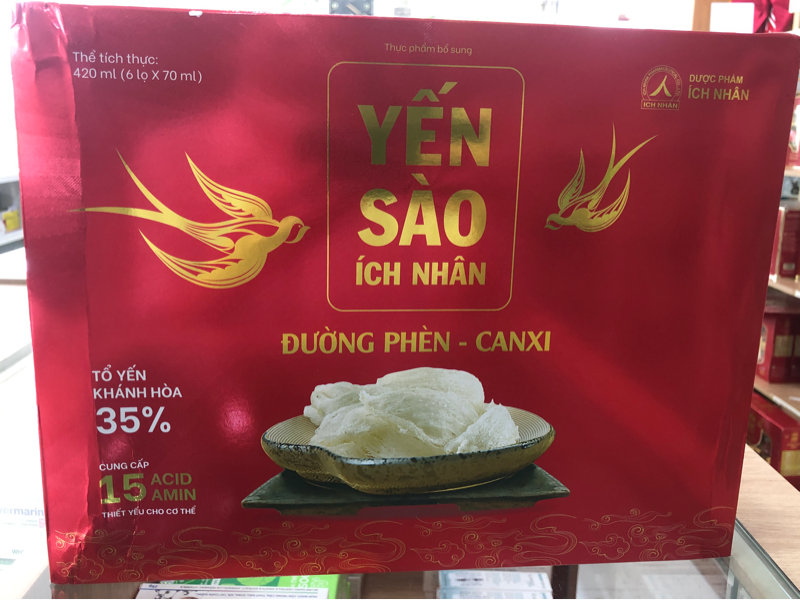 Thể tích thực:
420 ml (6 lọ X 70 ml)
Thực phẩm bổ sung
YẾN
SÀO
ÍCH NHÂN
DƯỢC PHẨM
ÍCH NHÂN
ÍCH NHÂN
ĐƯỜNG PHÈN - CANXI
TỔ YẾN
KHÁNH HÒA
35%
CUNG CẤP
15 ACID
AMIN
THIẾT YẾU CHO CƠ THỂ